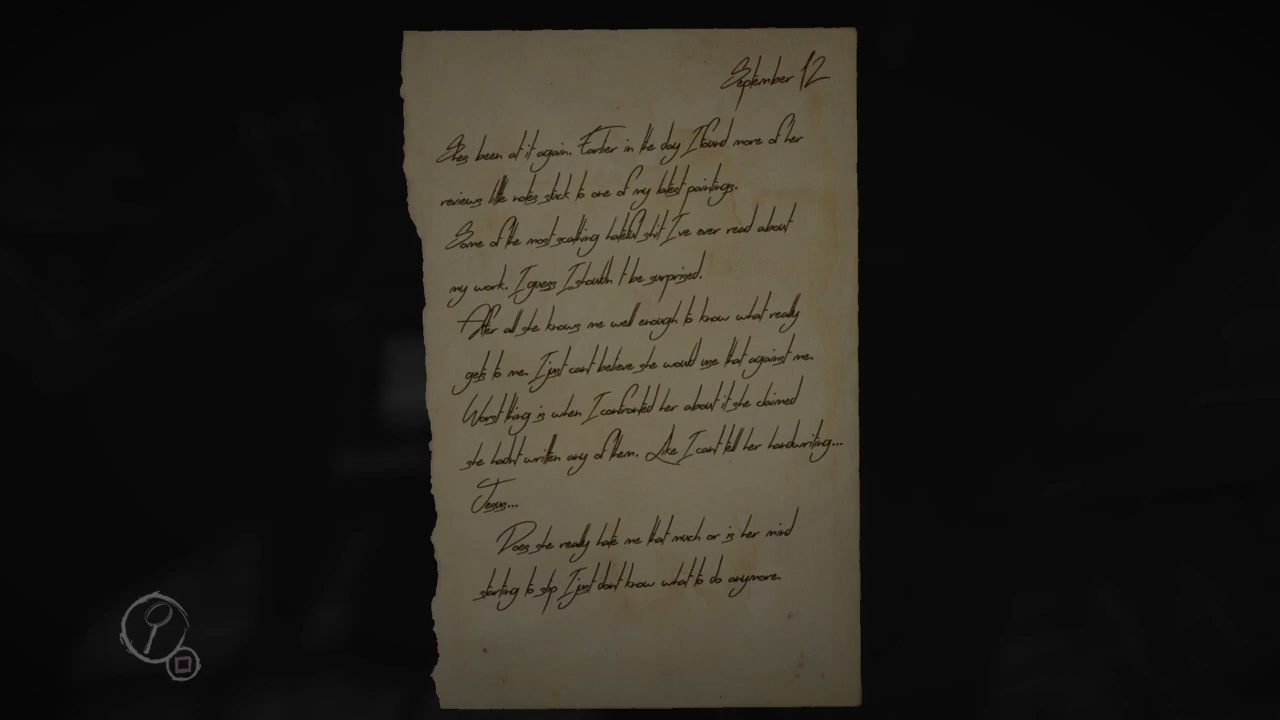 September 12
Shes been at it again. Earlier in the day I found more of her
reviews little notes stuck to one of my latest paintings.
Some of the most scathing hateful shit I've ever read about
my work. I guess I shouldn t be surprised.
After all she knows me well enough to know what really
gets to me. I just cant believe she would use that against me.
Worst thing is when I confronted her about it she claimed
she hadnt written any of them. Like I cant tell her handwriting...
Jesus...
Does she really hate me that much or is her mind
starting to slip I just dont know what to do anymore.